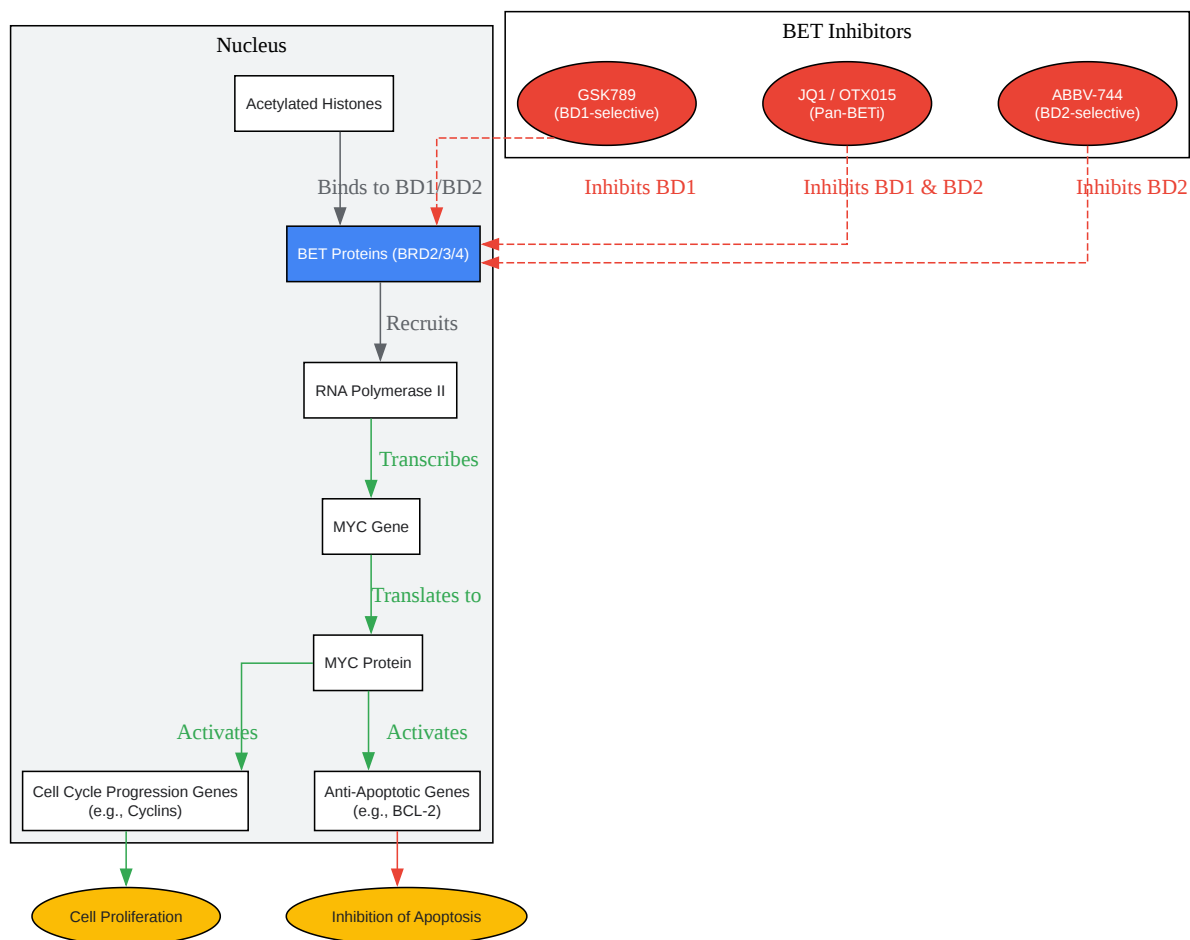 Nucleus
BET Inhibitors
Acetylated Histones
GSK789
(BD1-selective)
JQ1 / OTX015
(Pan-BETi)
ABBV-744
(BD2-selective)
Binds to BD1/BD2
Inhibits BD1
Inhibits BD1 & BD2
Inhibits BD2
BET Proteins (BRD2/3/4)
Recruits
RNA Polymerase II
Transcribes
MYC Gene
Translates to
MYC Protein
Activates
Activates
Cell Cycle Progression Genes
(e.g., Cyclins)
Anti-Apoptotic Genes
(e.g., BCL-2)
Cell Proliferation
Inhibition of Apoptosis